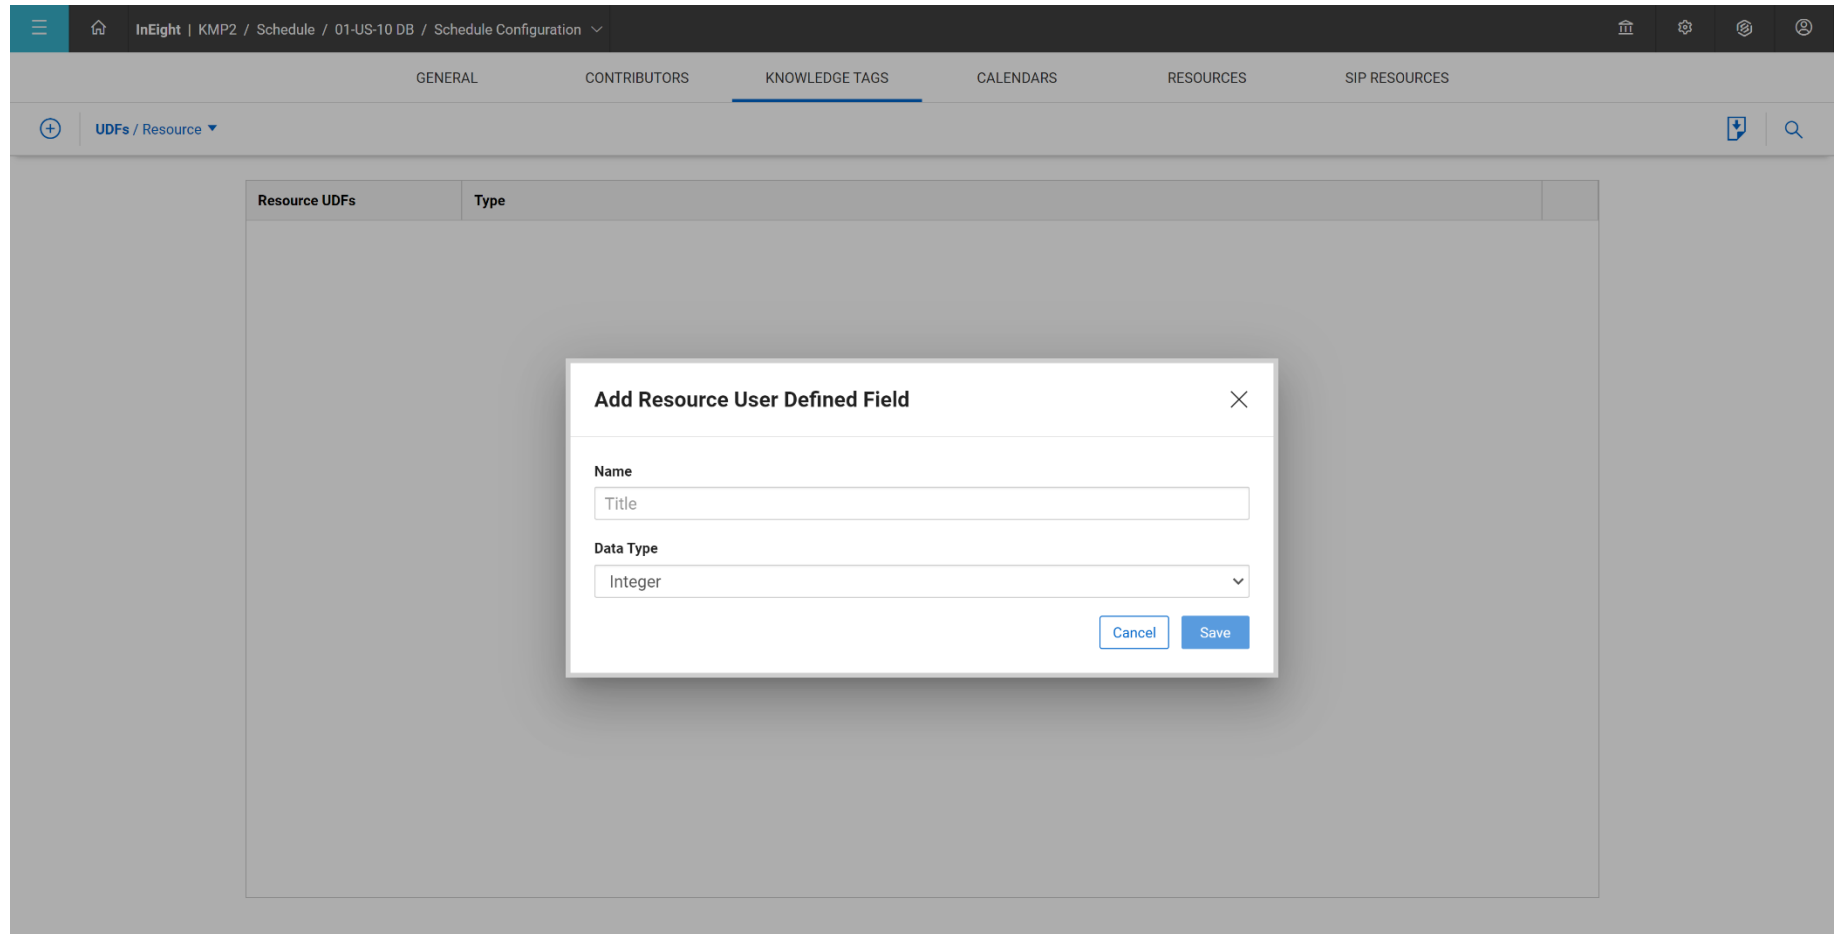 InEight | KMP2 / Schedule / 01-US-10 DB / Schedule Configuration
GENERAL CONTRIBUTORS KNOWLEDGE TAGS CALENDARS RESOURCES SIP RESOURCES
UDFs / Resource
Resource UDFs Type
Add Resource User Defined Field
Name
Title
Data Type
Integer
Cancel Save